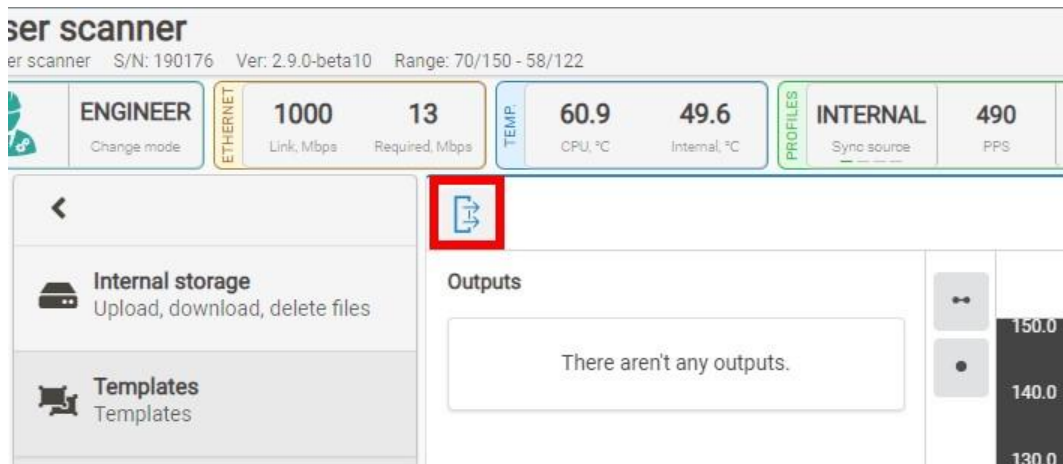 ser scanner
er scanner S/N: 190176 Ver: 2.9.0-beta10 Range: 70/150 - 58/122
ENGINEER
Change mode
ETHERNET
1000 13
Link, Mbps Required, Mbps
TEMP.
60.9 49.6
CPU, °C Internal, °C
PROFILES
INTERNAL 490
Sync source PPS
Internal storage
Upload, download, delete files
Templates
Templates
Outputs
There aren't any outputs.
150.0
140.0
130.0